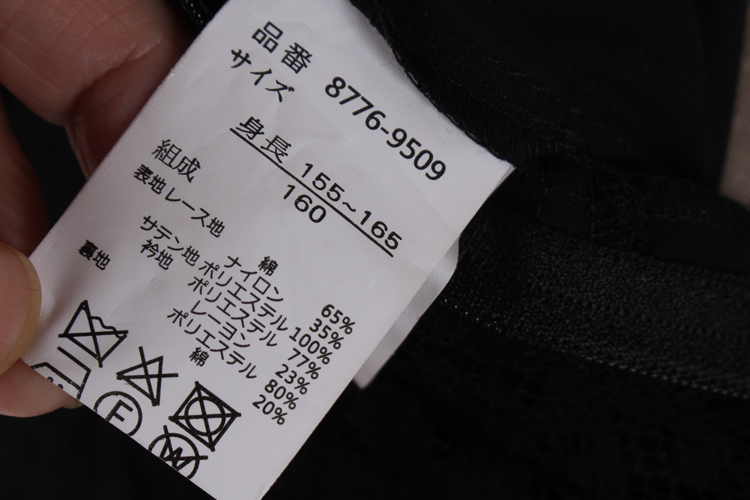 品番 8776-9509
サイズ
身長 155~165
160
組成
表地 レース地 綿 65%
ナイロン 35%
サテン地 ポリエステル 100%
衿地 ポリエステル 77%
レーヨン 23%
裏地 ポリエステル 80%
綿 20%
F
W